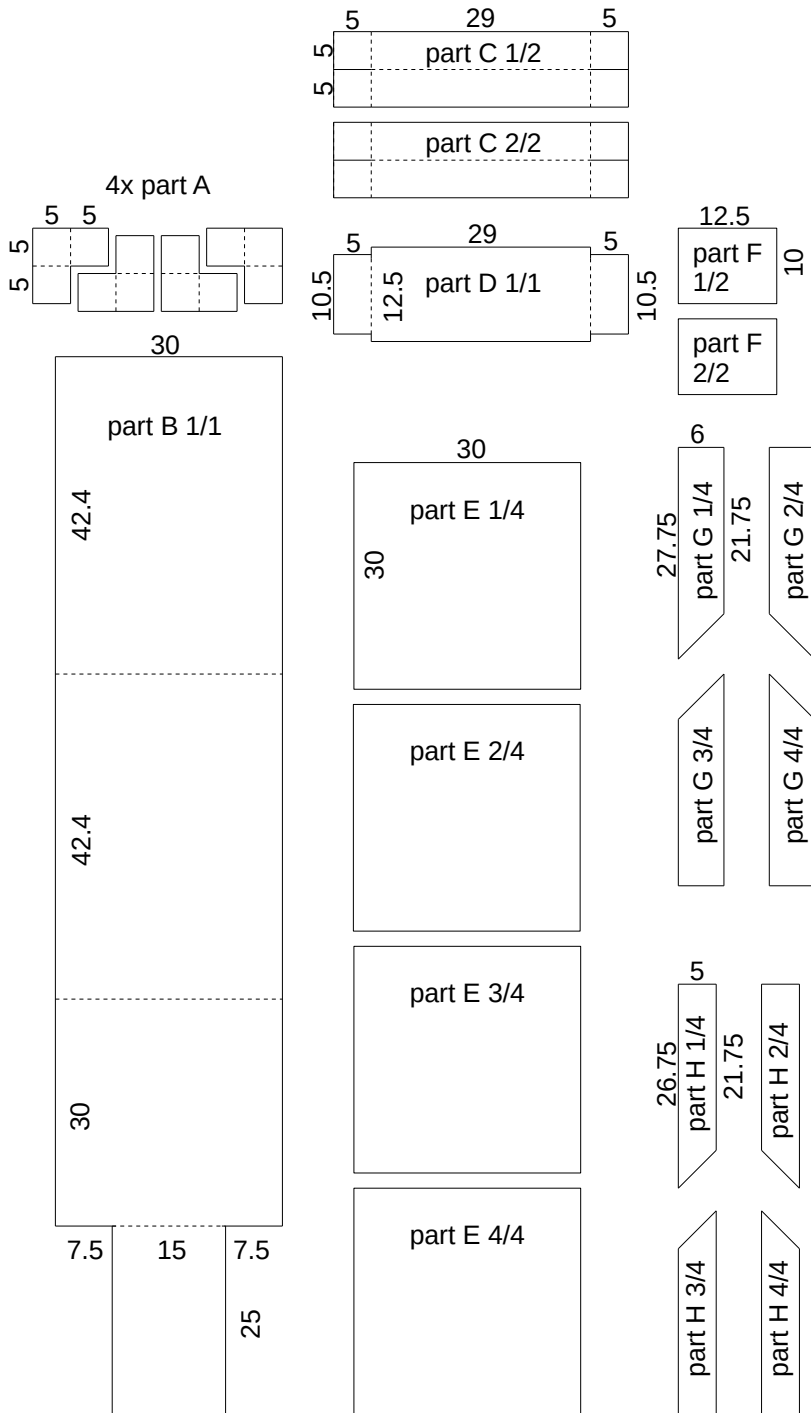 5 29 5
5
part C 1/2
5
part C 2/2
4x part A
5 5
5
5
5 29 5
10.5
12.5
part D 1/1
10.5
12.5
part F
1/2
10
part F
2/2
30
part B 1/1
42.4
42.4
30
7.5 15 7.5
25
30
part E 1/4
30
part E 2/4
part E 3/4
part E 4/4
6
27.75
part G 1/4
21.75
part G 2/4
part G 3/4
part G 4/4
5
26.75
part H 1/4
21.75
part H 2/4
part H 3/4
part H 4/4